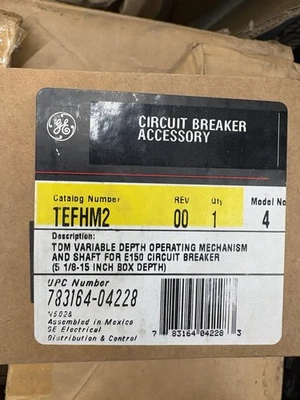 GE
CIRCUIT BREAKER
ACCESSORY
Catalog Number REV Qty Model No
TEFHM2 00 1 4
Description:
TDM VARIABLE DEPTH OPERATING MECHANISM
AND SHAFT FOR E150 CIRCUIT BREAKER
(5 1/8-15 INCH BOX DEPTH)
UPC Number
783164-04228
Assembled in Mexico
GE Electrical
Distribution & Control
7 83164 04228 3